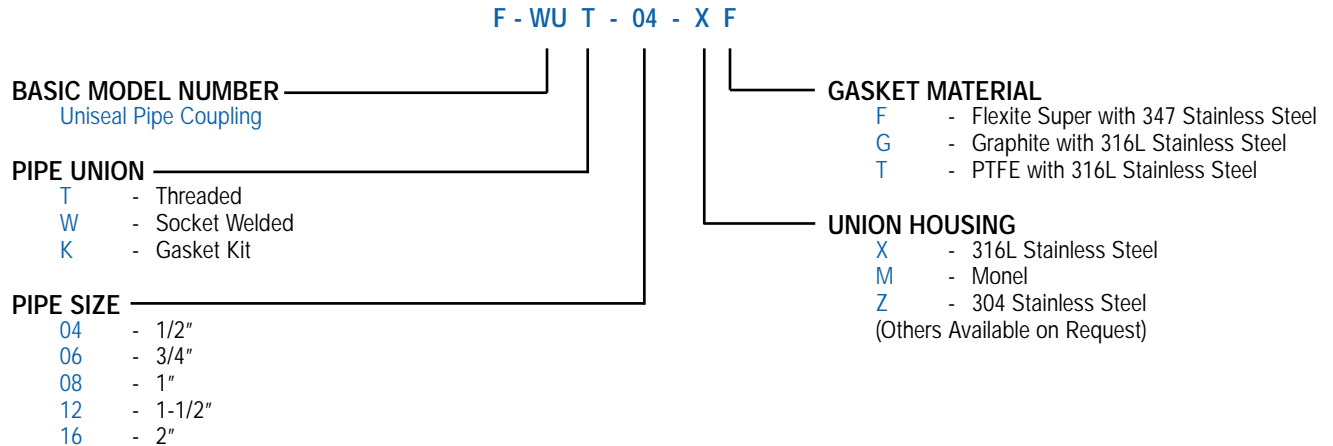 F - WU T - 04 - X F
BASIC MODEL NUMBER
Uniseal Pipe Coupling
PIPE UNION
T - Threaded
W - Socket Welded
K - Gasket Kit
PIPE SIZE
04 - 1/2"
06 - 3/4"
08 - 1"
12 - 1-1/2"
16 - 2"
GASKET MATERIAL
F - Flexite Super with 347 Stainless Steel
G - Graphite with 316L Stainless Steel
T - PTFE with 316L Stainless Steel
UNION HOUSING
X - 316L Stainless Steel
M - Monel
Z - 304 Stainless Steel
(Others Available on Request)